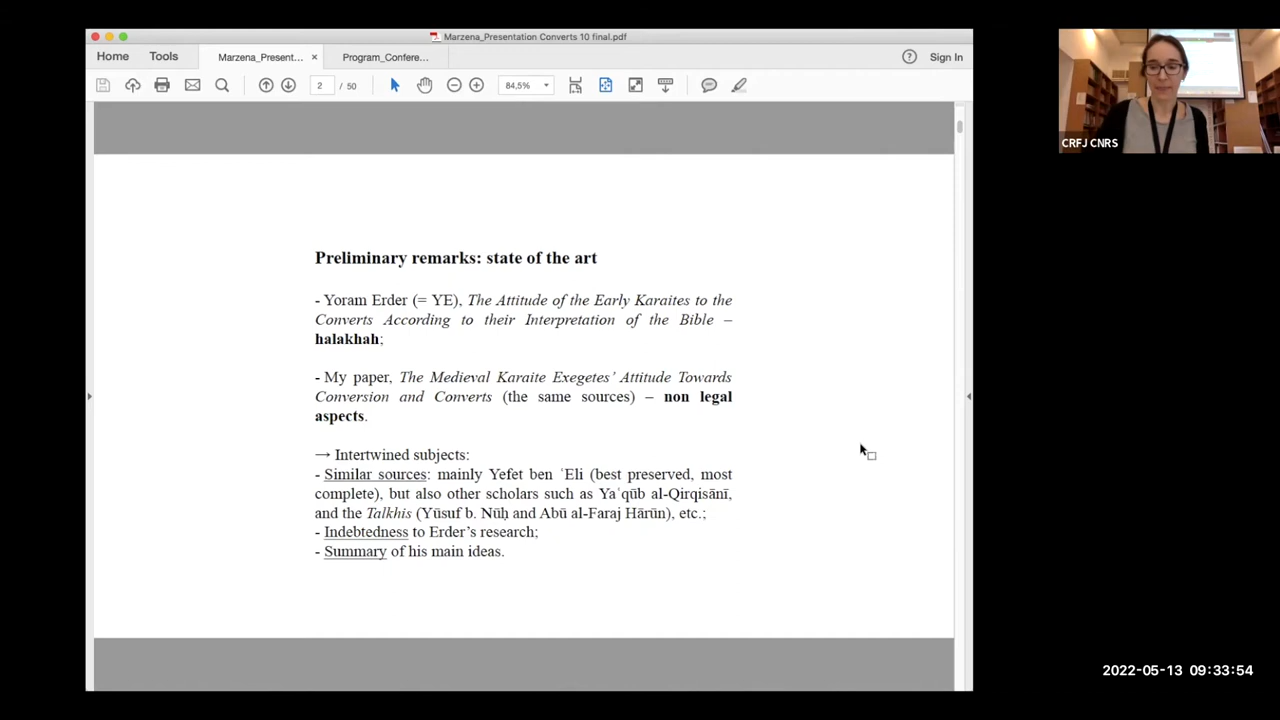 Marzena_Presentation Converts 10 final.pdf
Home Tools Marzena_Present... × Program_Confere... Sign In
2 / 50 84,5%
CRFJ CNRS
Preliminary remarks: state of the art
- Yoram Erder (= YE), The Attitude of the Early Karaites to the
Converts According to their Interpretation of the Bible –
halakhah;
- My paper, The Medieval Karaite Exegetes’ Attitude Towards
Conversion and Converts (the same sources) – non legal
aspects.
→ Intertwined subjects:
- Similar sources: mainly Yefet ben ʿEli (best preserved, most
complete), but also other scholars such as Yaʿqūb al-Qirqisānī,
and the Talkhis (Yūsuf b. Nūḥ and Abū al-Faraj Hārūn), etc.;
- Indebtedness to Erder’s research;
- Summary of his main ideas.
2022-05-13 09:33:54